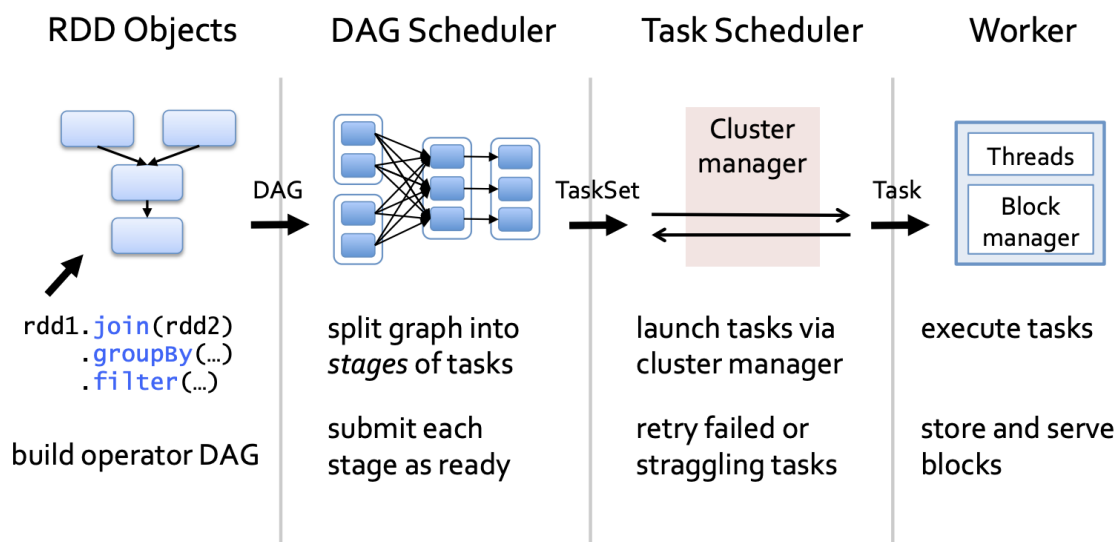 RDD Objects
DAG Scheduler
Task Scheduler
Worker
DAG
TaskSet
Cluster
manager
Task
Threads
Block
manager
rdd1.join(rdd2)
.groupBy(…)
.filter(…)
build operator DAG
split graph into
stages of tasks
submit each
stage as ready
launch tasks via
cluster manager
retry failed or
straggling tasks
execute tasks
store and serve
blocks